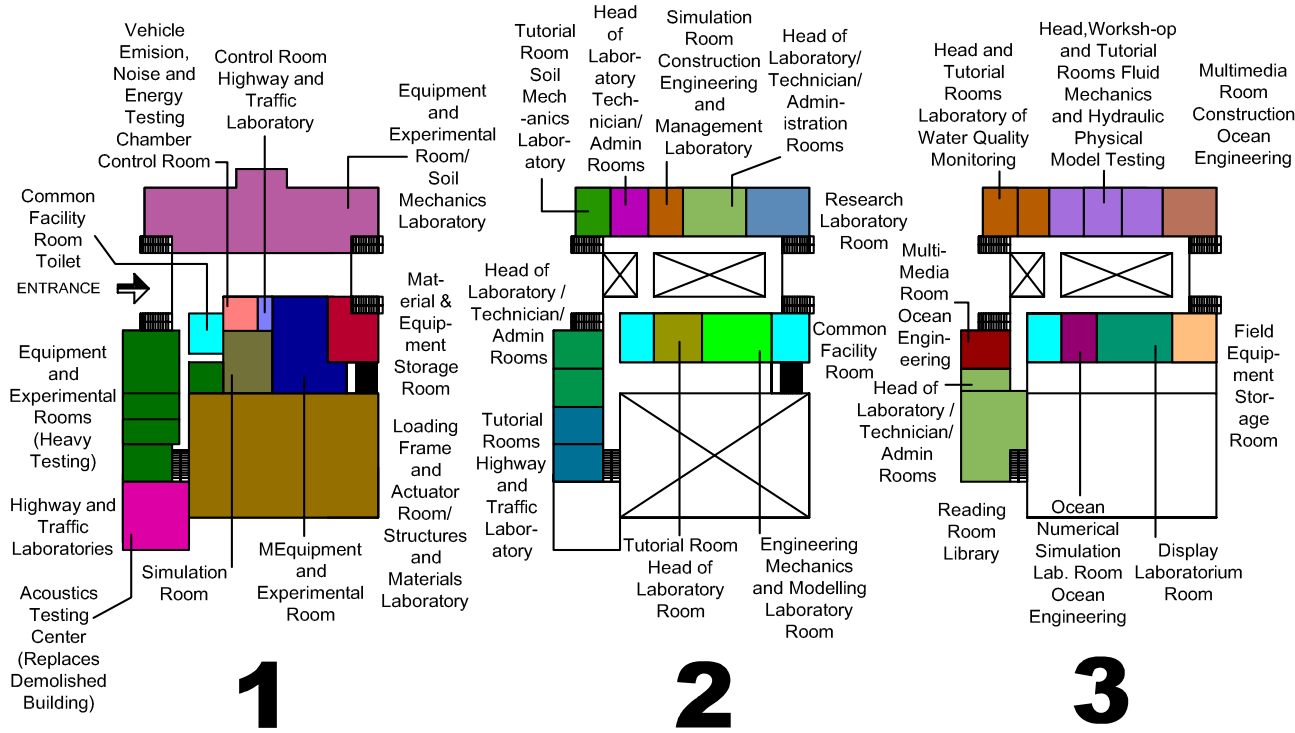 Vehicle
Emision,
Noise and
Energy
Testing
Chamber
Control Room
Control Room
Highway and
Traffic
Laboratory
Equipment
and
Experimental
Room/
Soil
Mechanics
Laboratory
Common
Facility
Room
Toilet
ENTRANCE
Mat-
erial &
Equip-
ment
Storage
Room
Equipment
and
Experimental
Rooms
(Heavy
Testing)
Loading
Frame
and
Actuator
Room/
Structures
and
Materials
Laboratory
Highway and
Traffic
Laboratories
Simulation
Room
MEquipment
and
Experimental
Room
Acoustics
Testing
Center
(Replaces
Demolished
Building)
1
Tutorial
Room
Soil
Mech
-anics
Labor-
atory
Head
of
Labor-
atory
Tech-
nician/
Admin
Rooms
Simulation
Room
Construction
Engineering
and
Management
Laboratory
Head of
Laboratory/
Technician/
Admin-
istration
Rooms
Research
Laboratory
Room
Head of
Laboratory /
Technician/
Admin
Rooms
Common
Facility
Room
Tutorial
Rooms
Highway
and
Traffic
Labor-
atory
Tutorial Room
Head of
Laboratory
Room
Engineering
Mechanics
and Modelling
Laboratory
Room
2
Head and
Tutorial
Rooms
Laboratory of
Water Quality
Monitoring
Head,Worksh-op
and Tutorial
Rooms Fluid
Mechanics
and Hydraulic
Physical
Model Testing
Multimedia
Room
Construction
Ocean
Engineering
Multi-
Media
Room
Ocean
Engin-
eering
Head of
Laboratory /
Technician/
Admin
Rooms
Field
Equip-
ment
Stor-
age
Room
Reading
Room
Library
Ocean
Numerical
Simulation
Lab. Room
Ocean
Engineering
Display
Laboratorium
Room
3